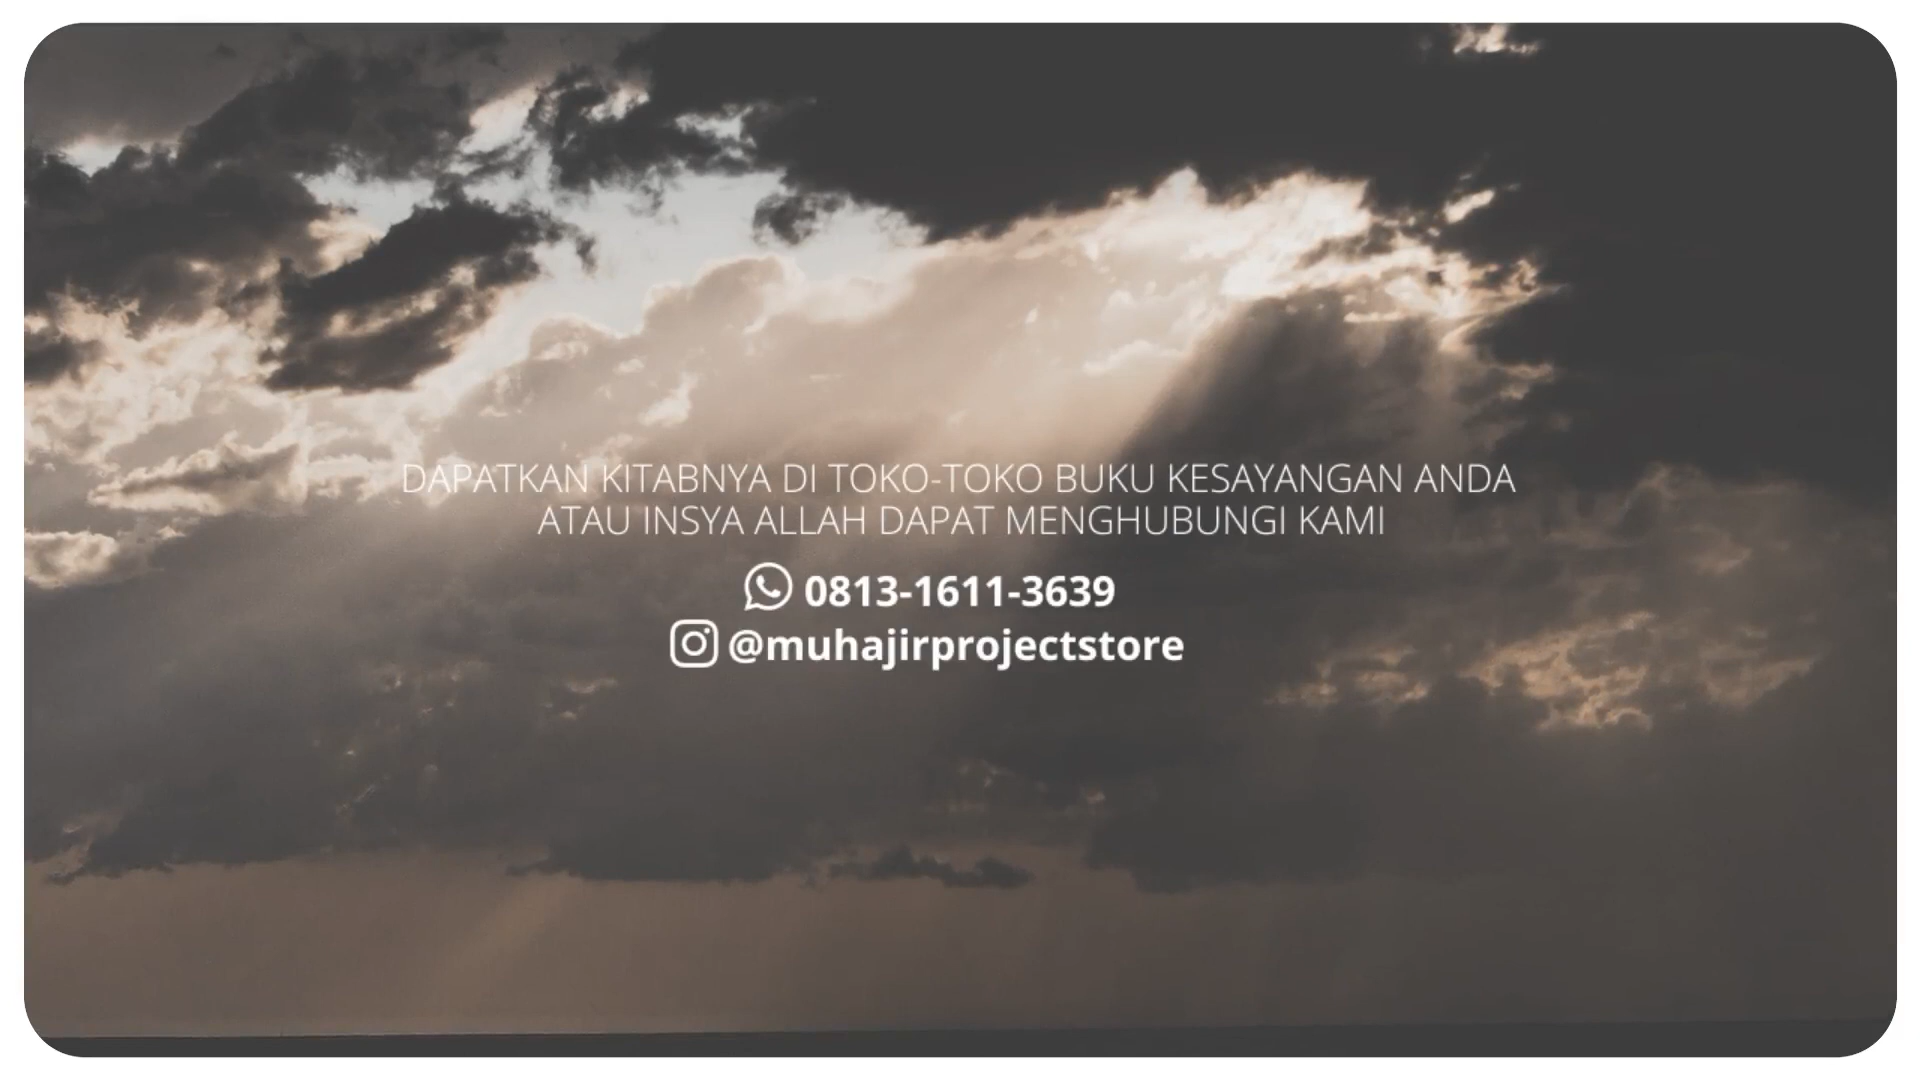 DAPATKAN KITABNYA DI TOKO-TOKO BUKU KESAYANGAN ANDA
ATAU INSYA ALLAH DAPAT MENGHUBUNGI KAMI
0813-1611-3639
@muhajirprojectstore